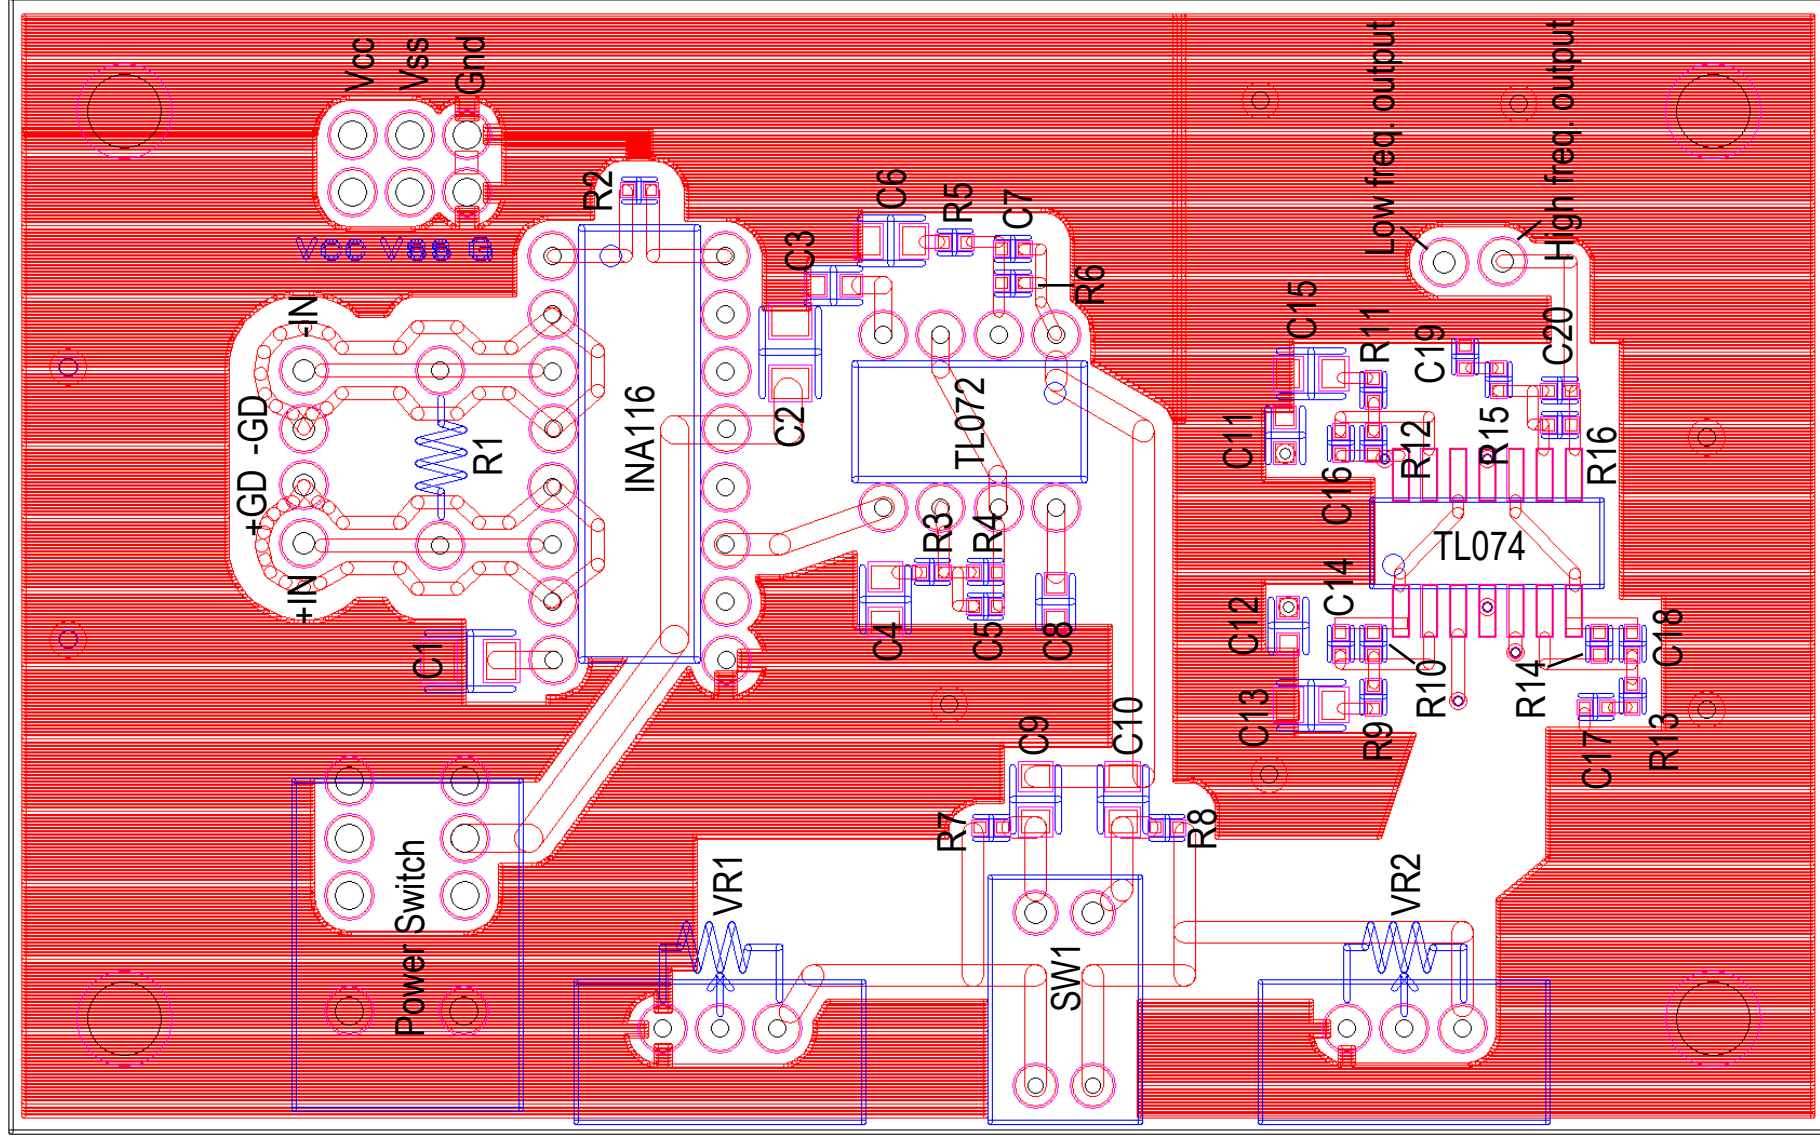 Vcc
Vss
Gnd
VCC VSS G
R2
C6
R5
C7
C3
R6
Low freq. output
High freq. output
-IN
-GD
+GD
+IN
R1
INA116
C2
TL072
C15
R11
C19
C20
C11
R12
R15
R16
C16
TL074
R3
R4
C4
C5
C8
C1
C12
C14
C18
C13
R10
R14
R9
C17
R13
C9
C10
R7
R8
Power Switch
VR1
SW1
VR2